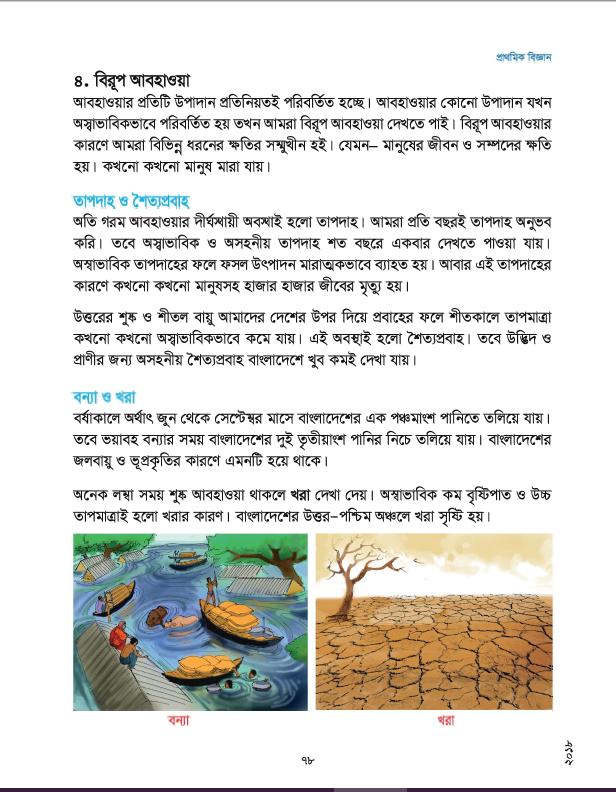 প্রাথমিক বিজ্ঞান
৪. বিরূপ আবহাওয়া
আবহাওয়ার প্রতিটি উপাদান প্রতিনিয়তই পরিবর্তিত হচ্ছে। আবহাওয়ার কোনো উপাদান যখন
অস্বাভাবিকভাবে পরিবর্তিত হয় তখন আমরা বিরূপ আবহাওয়া দেখতে পাই। বিরূপ আবহাওয়ার
কারণে আমরা বিভিন্ন ধরনের ক্ষতির সম্মুখীন হই। যেমন– মানুষের জীবন ও সম্পদের ক্ষতি
হয়। কখনো কখনো মানুষ মারা যায়।
তাপদাহ ও শৈত্যপ্রবাহ
অতি গরম আবহাওয়ার দীর্ঘস্থায়ী অবস্থাই হলো তাপদাহ। আমরা প্রতি বছরই তাপদাহ অনুভব
করি। তবে অস্বাভাবিক ও অসহনীয় তাপদাহ শত বছরে একবার দেখতে পাওয়া যায়।
অস্বাভাবিক তাপদাহের ফলে ফসল উৎপাদন মারাত্মকভাবে ব্যাহত হয়। আবার এই তাপদাহের
কারণে কখনো কখনো মানুষসহ হাজার হাজার জীবের মৃত্যু হয়।
উত্তরের শুষ্ক ও শীতল বায়ু আমাদের দেশের উপর দিয়ে প্রবাহের ফলে শীতকালে তাপমাত্রা
কখনো কখনো অস্বাভাবিকভাবে কমে যায়। এই অবস্থাই হলো শৈত্যপ্রবাহ। তবে উদ্ভিদ ও
প্রাণীর জন্য অসহনীয় শৈত্যপ্রবাহ বাংলাদেশে খুব কমই দেখা যায়।
বন্যা ও খরা
বর্ষাকালে অর্থাৎ জুন থেকে সেপ্টেম্বর মাসে বাংলাদেশের এক পঞ্চমাংশ পানিতে তলিয়ে যায়।
তবে ভয়াবহ বন্যার সময় বাংলাদেশের দুই তৃতীয়াংশ পানির নিচে তলিয়ে যায়। বাংলাদেশের
জলবায়ু ও ভূপ্রকৃতির কারণে এমনটি হয়ে থাকে।
অনেক লম্বা সময় শুষ্ক আবহাওয়া থাকলে খরা দেখা দেয়। অস্বাভাবিক কম বৃষ্টিপাত ও উচ্চ
তাপমাত্রাই হলো খরার কারণ। বাংলাদেশের উত্তর–পশ্চিম অঞ্চলে খরা সৃষ্টি হয়।
বন্যা
খরা
৭৮
২০১৮